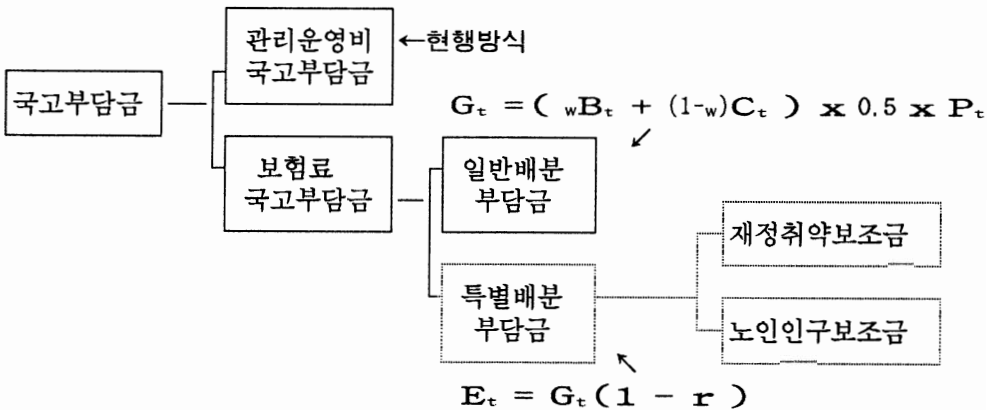 관리운영비 ←현행방식
국고부담금
국고부담금
G_t = ( wB_t + (1-w)C_t ) x 0.5 x P_t
↙
보험료
국고부담금
일반배분
부담금
재정취약보조금
특별배분
부담금
노인인구보조금
↖
E_t = G_t(1 - r )